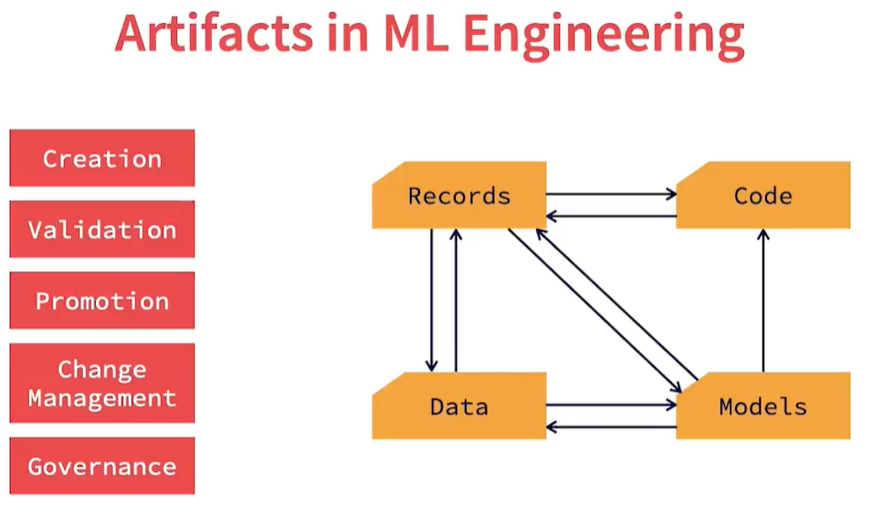 Artifacts in ML Engineering
Creation
Validation
Promotion
Change
Management
Governance
Records
Code
Data
Models